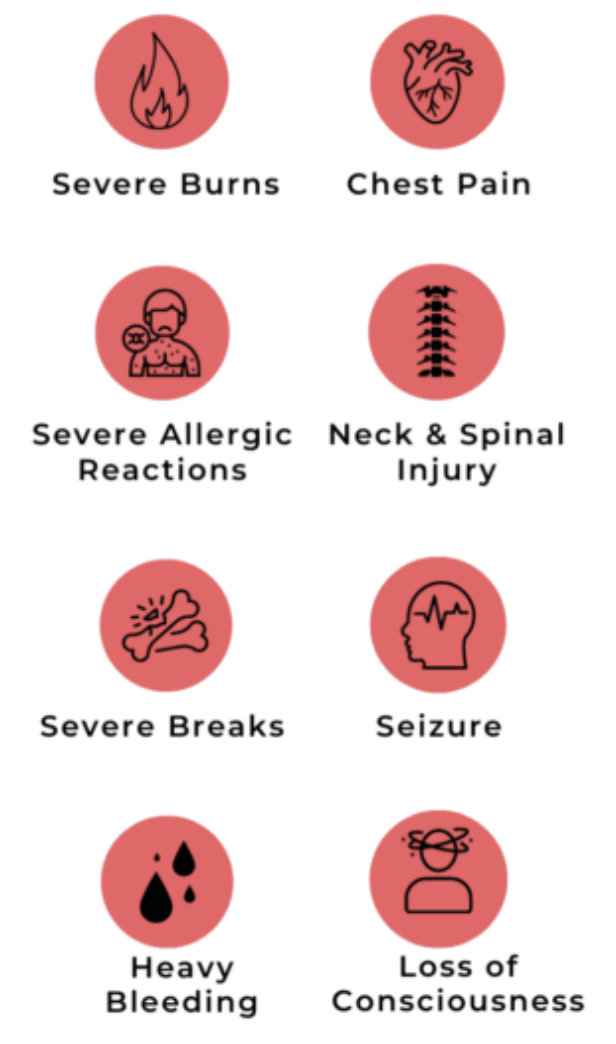 Severe Burns
Chest Pain
Severe Allergic
Reactions
Neck & Spinal
Injury
Severe Breaks
Seizure
Heavy
Bleeding
Loss of
Consciousness